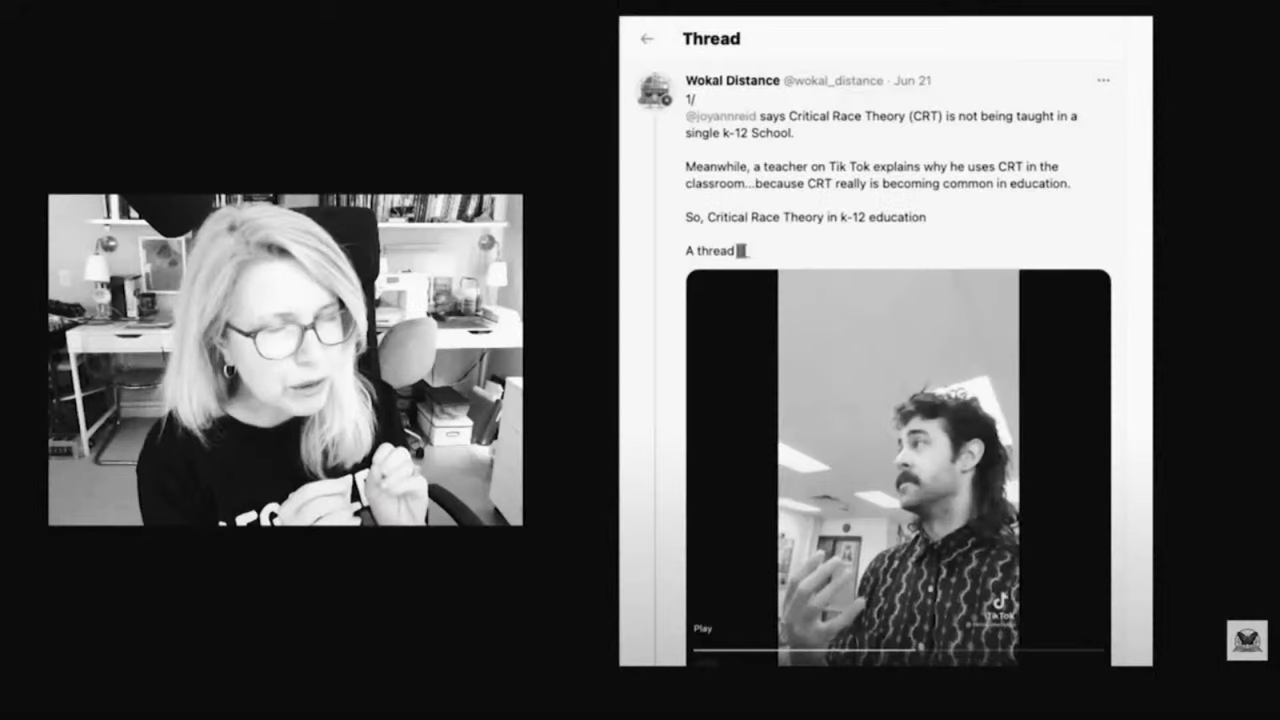 Thread
Wokal Distance @wokal_distance · Jun 21
1/
@joyannreid says Critical Race Theory (CRT) is not being taught in a
single k-12 School.
Meanwhile, a teacher on Tik Tok explains why he uses CRT in the
classroom...because CRT really is becoming common in education.
So, Critical Race Theory in k-12 education
A thread
TikTok
Play